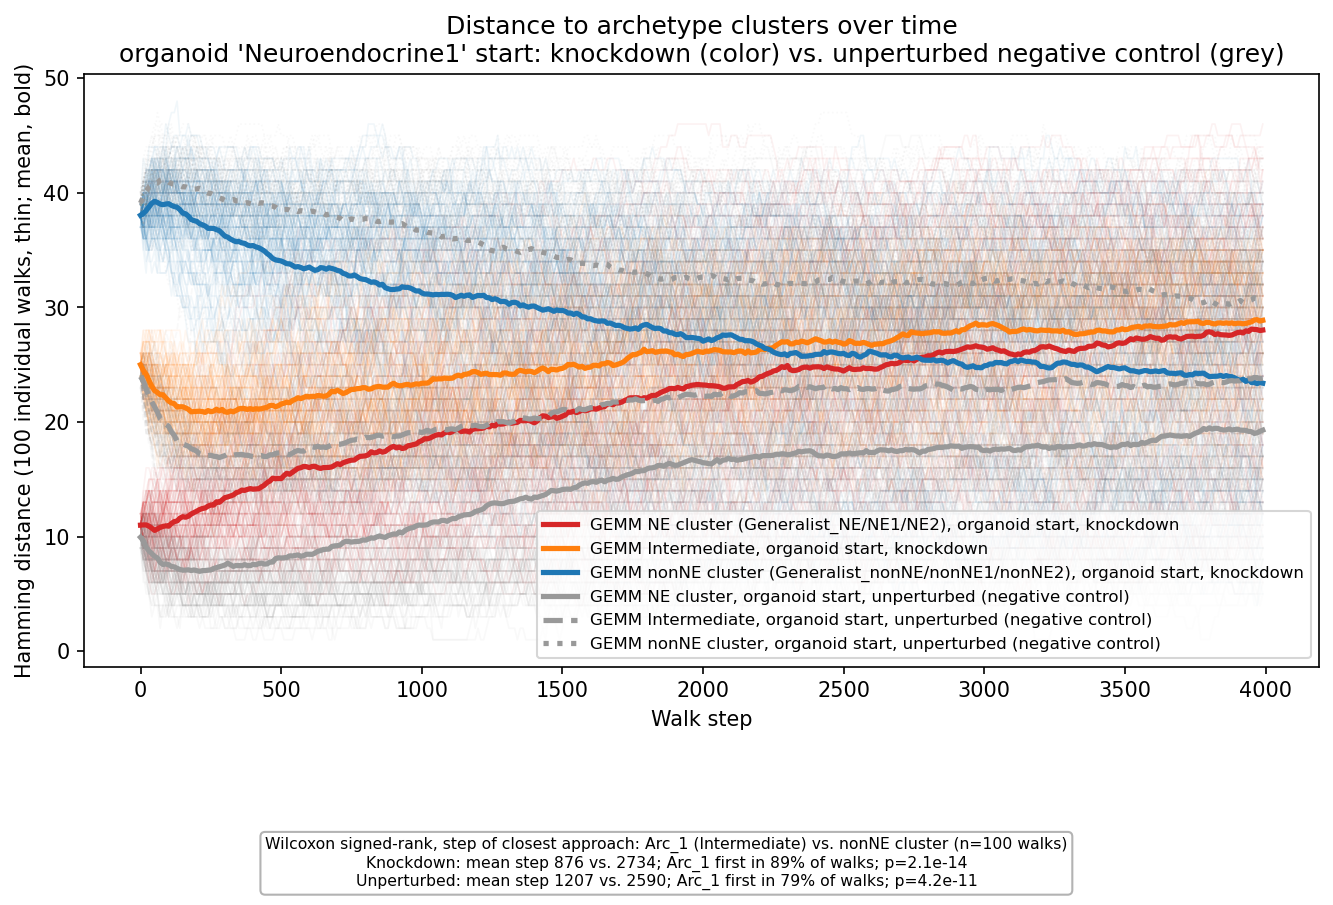 Distance to archetype clusters over time
organoid 'Neuroendocrine1' start: knockdown (color) vs. unperturbed negative control (grey)
Hamming distance (100 individual walks, thin; mean, bold)
50
40
30
20
10
0
GEMM NE cluster (Generalist_NE/NE1/NE2), organoid start, knockdown
GEMM Intermediate, organoid start, knockdown
GEMM nonNE cluster (Generalist_nonNE/nonNE1/nonNE2), organoid start, knockdown
GEMM NE cluster, organoid start, unperturbed (negative control)
GEMM Intermediate, organoid start, unperturbed (negative control)
GEMM nonNE cluster, organoid start, unperturbed (negative control)
0 500 1000 1500 2000 2500 3000 3500 4000
Walk step
Wilcoxon signed-rank, step of closest approach: Arc_1 (Intermediate) vs. nonNE cluster (n=100 walks)
Knockdown: mean step 876 vs. 2734; Arc_1 first in 89% of walks; p=2.1e-14
Unperturbed: mean step 1207 vs. 2590; Arc_1 first in 79% of walks; p=4.2e-11